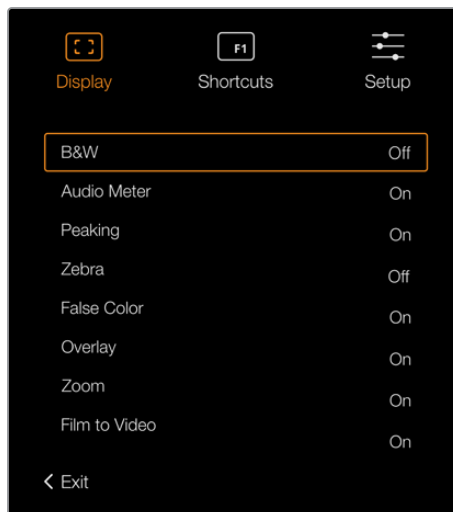 F1
Display Shortcuts Setup
B&W Off
Audio Meter On
Peaking On
Zebra Off
False Color On
Overlay On
Zoom On
Film to Video On
Exit